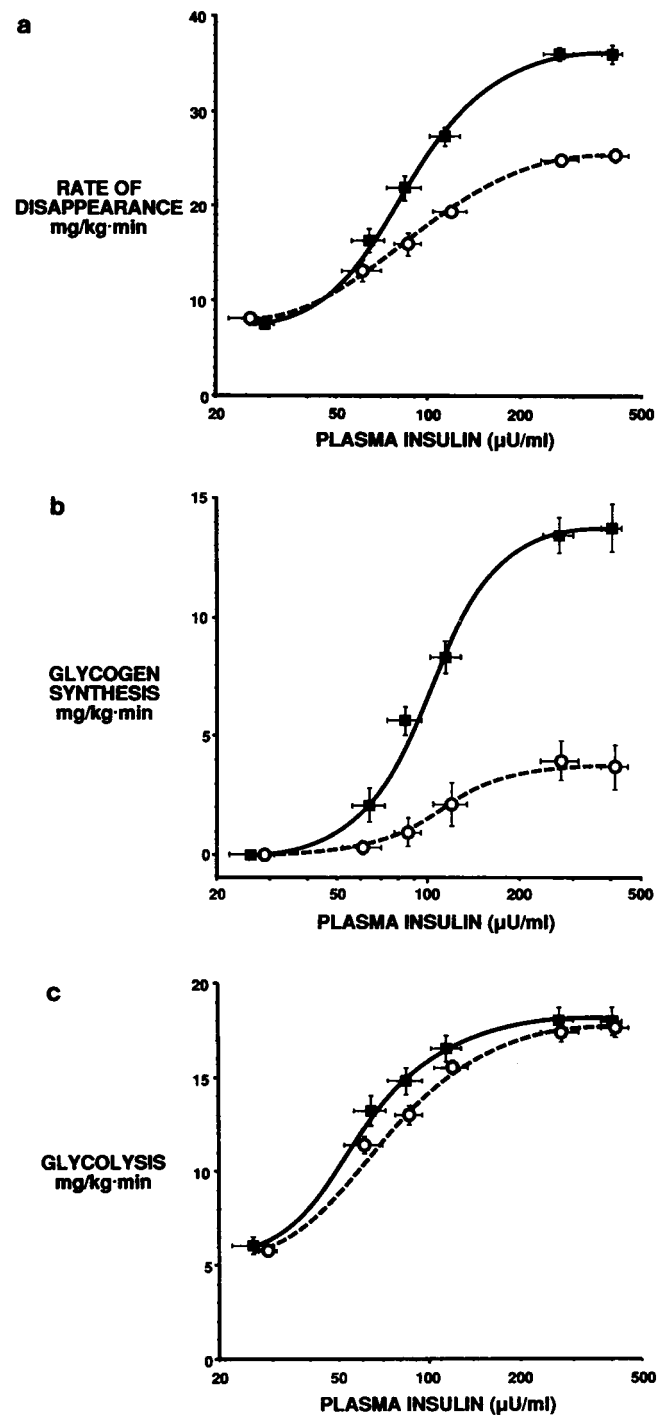 a
40
30
RATE OF
DISAPPEARANCE
mg/kg·min
20
10
0
20 50 100 200 500
PLASMA INSULIN (µU/ml)
b
15
10
GLYCOGEN
SYNTHESIS
mg/kg·min
5
0
20 50 100 200 500
PLASMA INSULIN (µU/ml)
c
20
15
GLYCOLYSIS
mg/kg·min
10
5
0
20 50 100 200 500
PLASMA INSULIN (µU/ml)